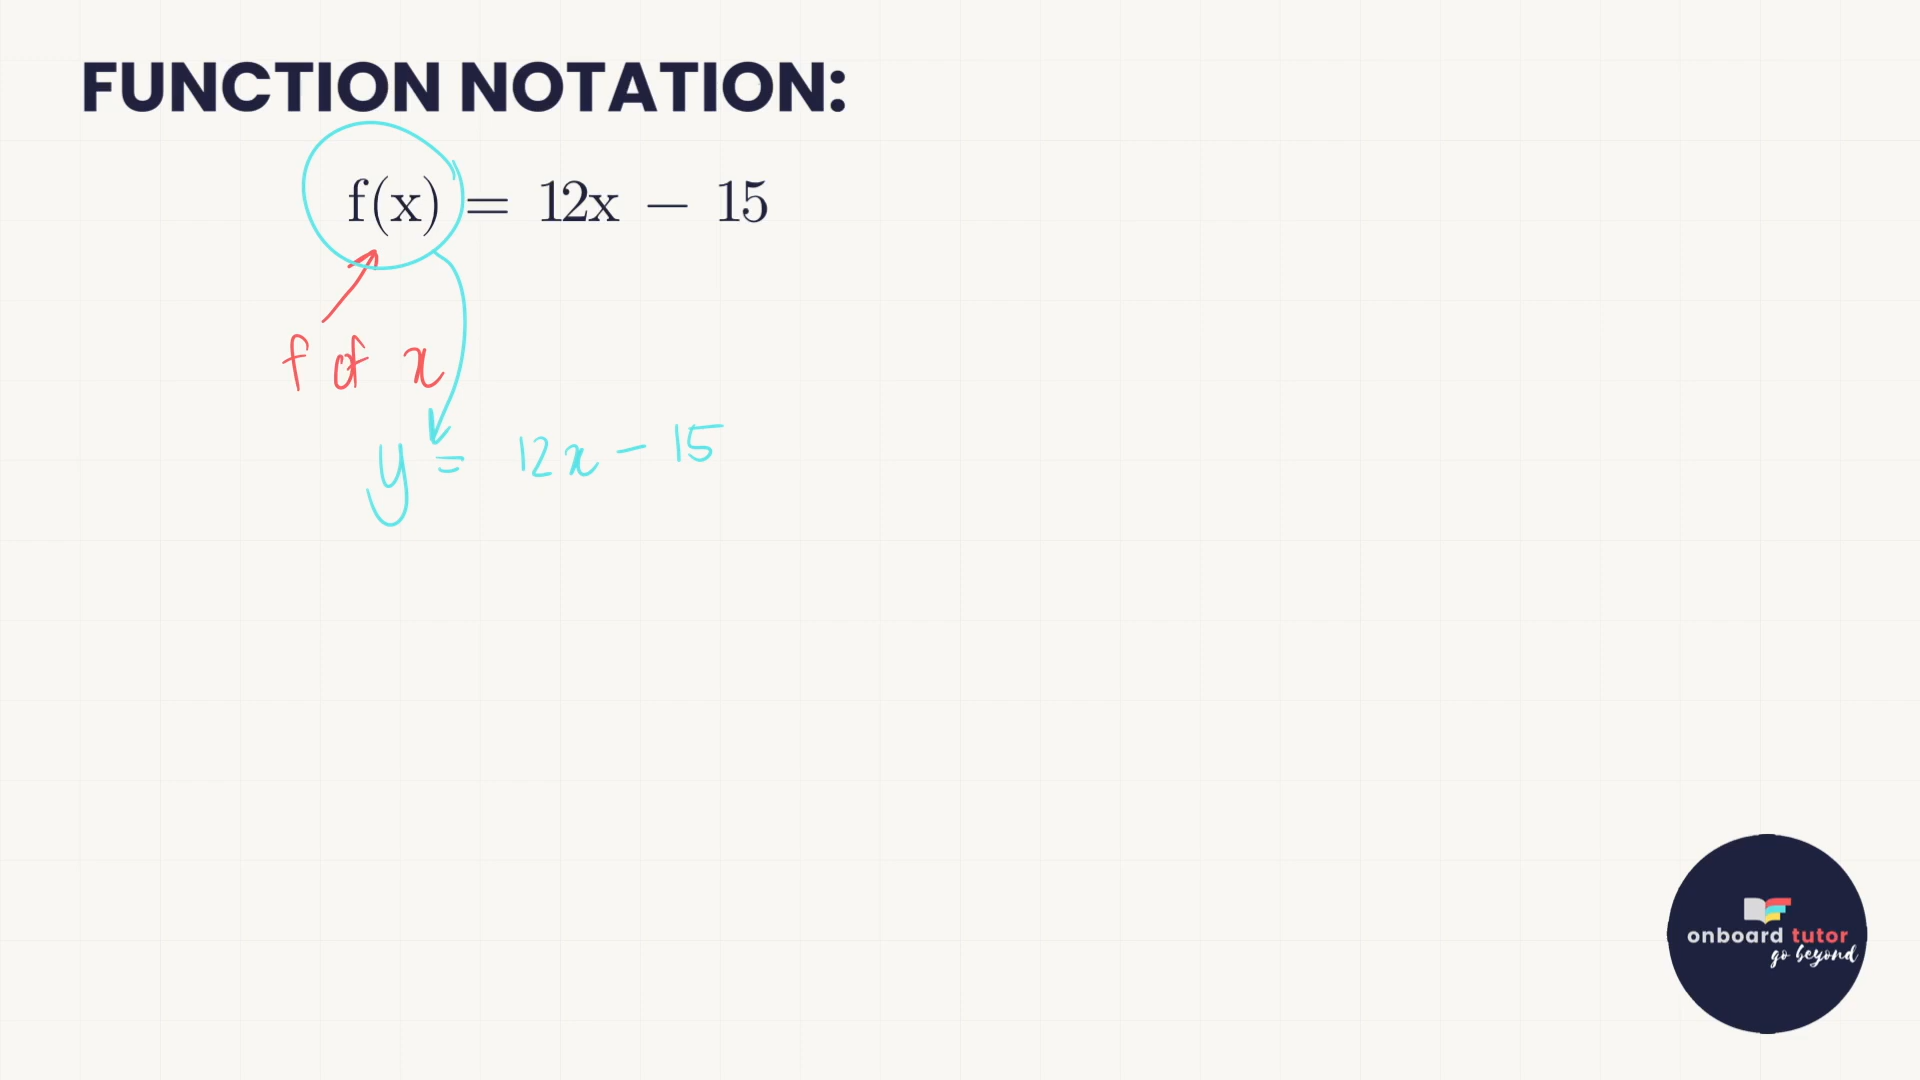 FUNCTION NOTATION:
f(x) = 12x − 15
f of x
y = 12x − 15
onboard tutor
go beyond